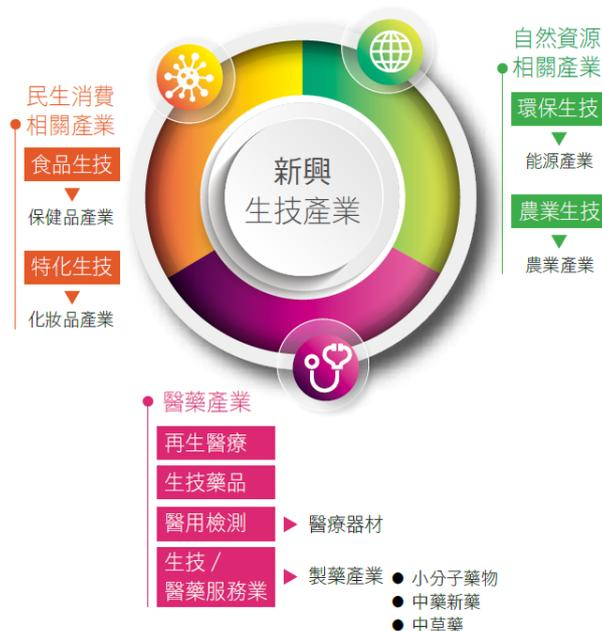 新興
生技產業
民生消費
相關產業
食品生技
保健品產業
特化生技
化妝品產業
自然資源
相關產業
環保生技
能源產業
農業生技
農業產業
醫藥產業
再生醫療
生技藥品
醫用檢測
醫療器材
生技 /
醫藥服務業
製藥產業
小分子藥物
中藥新藥
中草藥